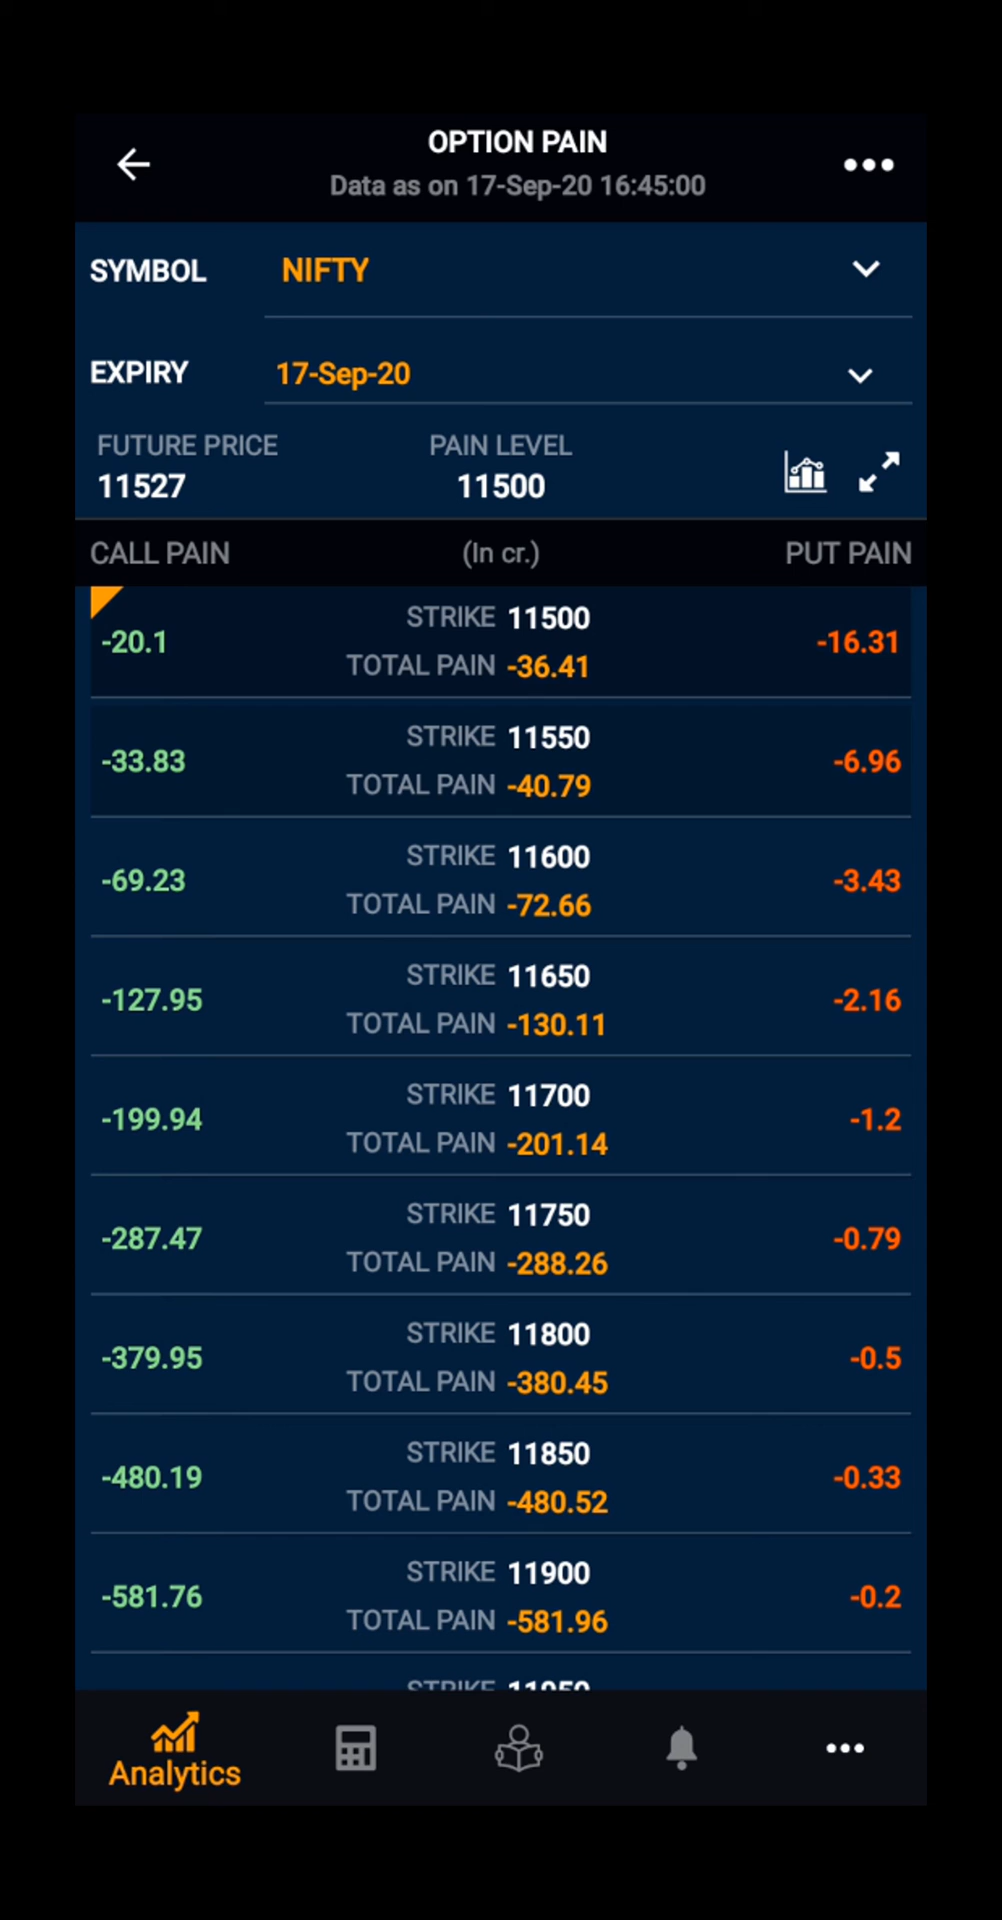 OPTION PAIN
Data as on 17-Sep-20 16:45:00
SYMBOL NIFTY
EXPIRY 17-Sep-20
FUTURE PRICE PAIN LEVEL
11527 11500
CALL PAIN (In cr.) PUT PAIN
STRIKE 11500
-20.1 -16.31
TOTAL PAIN -36.41
STRIKE 11550
-33.83 -6.96
TOTAL PAIN -40.79
STRIKE 11600
-69.23 -3.43
TOTAL PAIN -72.66
STRIKE 11650
-127.95 -2.16
TOTAL PAIN -130.11
STRIKE 11700
-199.94 -1.2
TOTAL PAIN -201.14
STRIKE 11750
-287.47 -0.79
TOTAL PAIN -288.26
STRIKE 11800
-379.95 -0.5
TOTAL PAIN -380.45
STRIKE 11850
-480.19 -0.33
TOTAL PAIN -480.52
STRIKE 11900
-581.76 -0.2
TOTAL PAIN -581.96
STRIKE 11950
Analytics